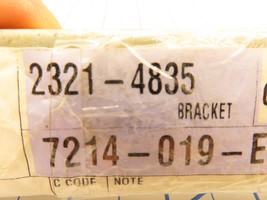 2321-4835
BRACKET
7214-019-E
C CODE NOTE